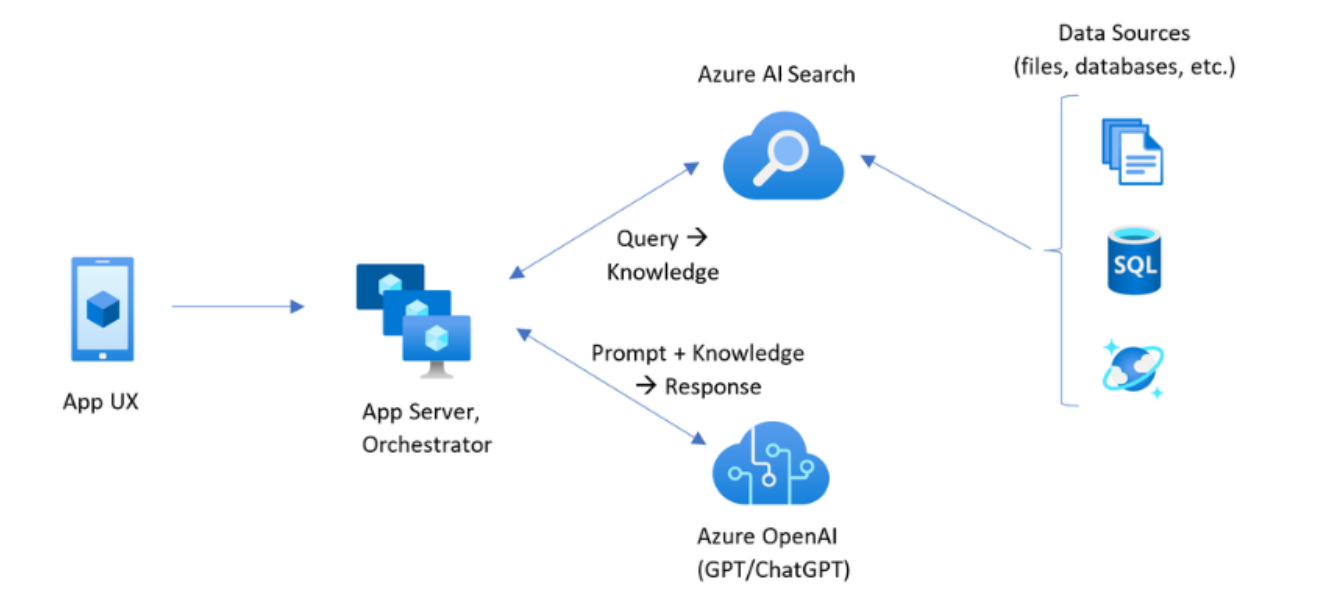 Data Sources
(files, databases, etc.)
Azure AI Search
SQL
Query →
Knowledge
Prompt + Knowledge
→ Response
App UX
App Server,
Orchestrator
Azure OpenAI
(GPT/ChatGPT)